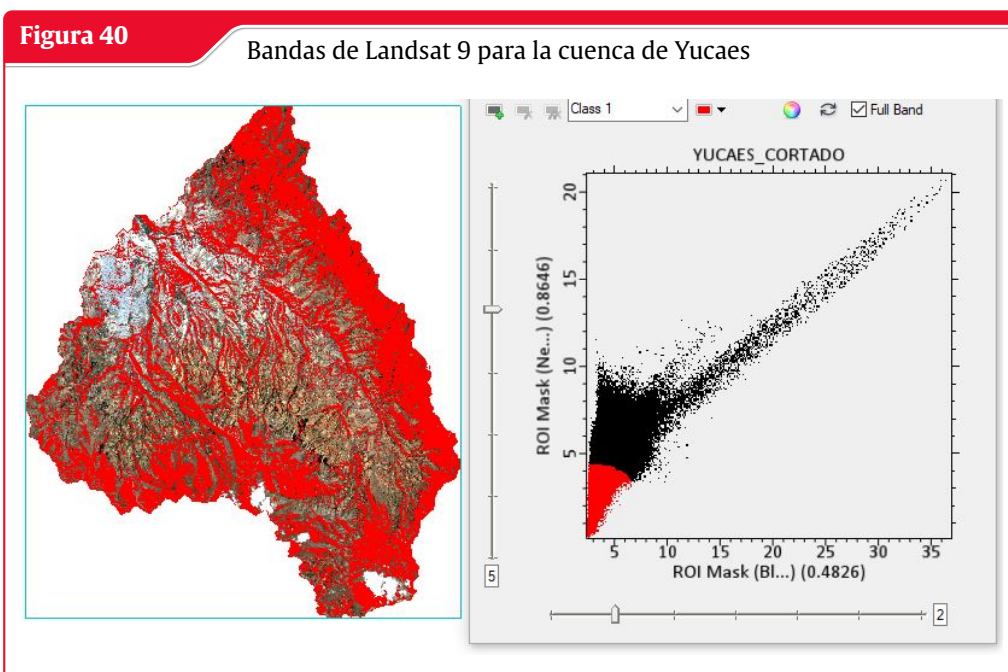 Figura 40
Bandas de Landsat 9 para la cuenca de Yucaes
Class 1
Full Band
YUCAES_CORTADO
20
15
10
5
ROI Mask (Ne...) (0.8646)
5 10 15 20 25 30 35
ROI Mask (Bl...) (0.4826)
5
2